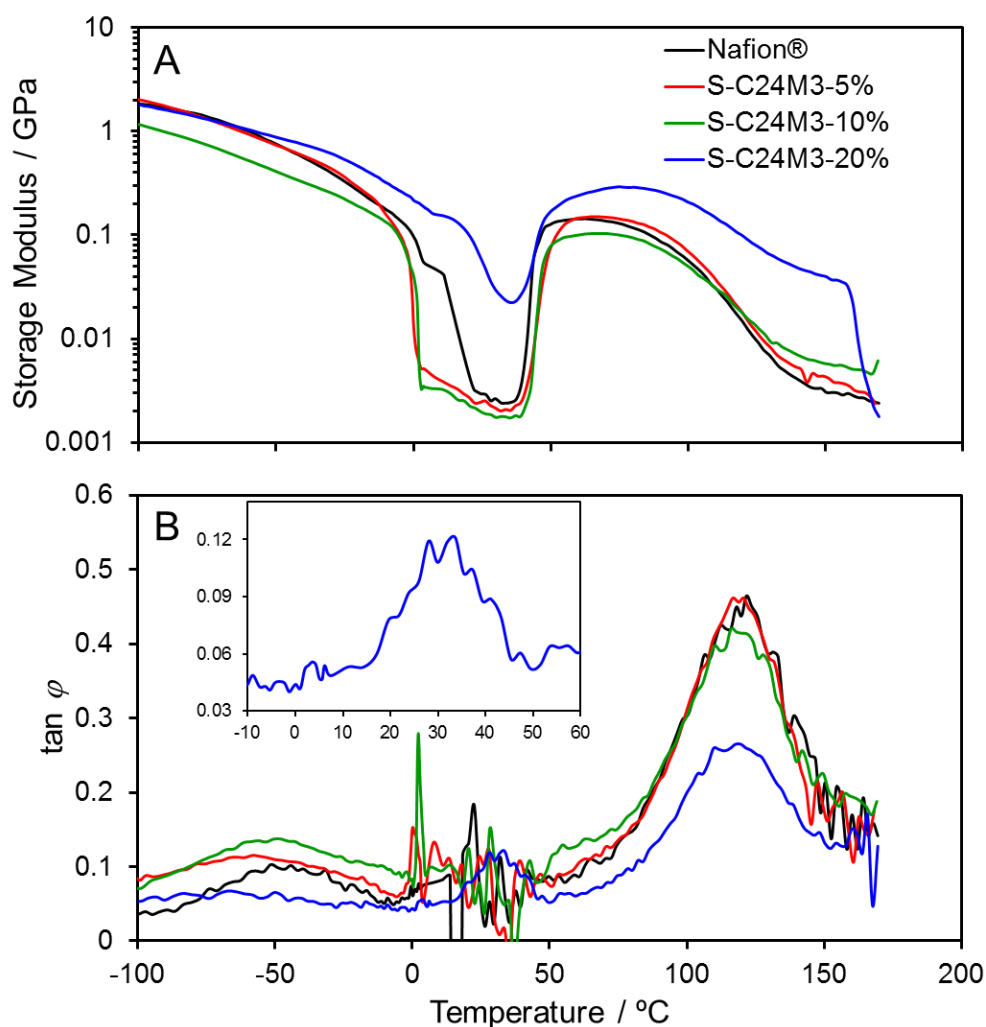 10
A
Nafion®
S-C24M3-5%
1
S-C24M3-10%
S-C24M3-20%
0.1
0.01
0.001
Storage Modulus / GPa
B
0.6
0.5
0.4
0.3
0.2
0.1
0
tan φ
0.12
0.09
0.06
0.03
-10 0 10 20 30 40 50 60
-100 -50 0 50 100 150 200
Temperature / ºC